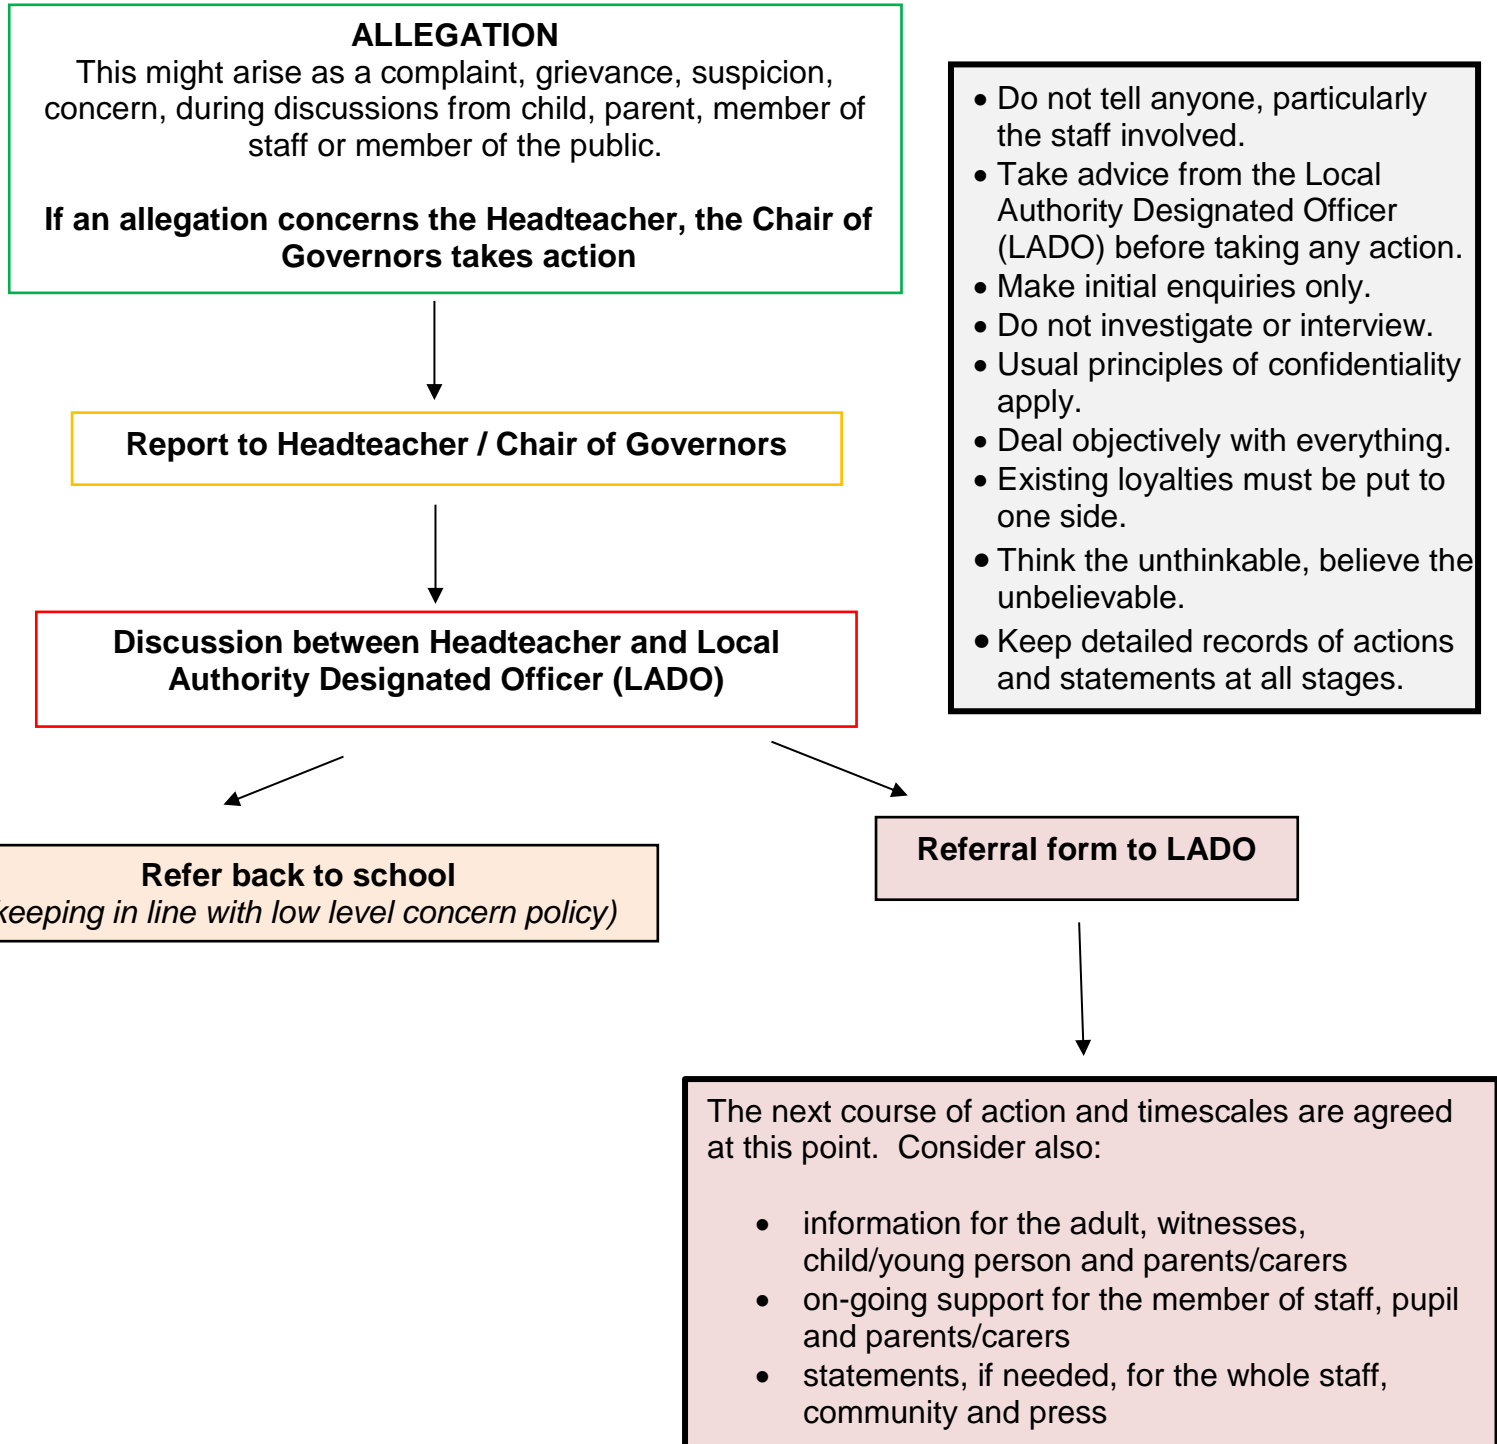 ALLEGATION
This might arise as a complaint, grievance, suspicion,
concern, during discussions from child, parent, member of
staff or member of the public.
If an allegation concerns the Headteacher, the Chair of
Governors takes action
• Do not tell anyone, particularly
the staff involved.
• Take advice from the Local
Authority Designated Officer
(LADO) before taking any action.
• Make initial enquiries only.
• Do not investigate or interview.
• Usual principles of confidentiality
apply.
• Deal objectively with everything.
• Existing loyalties must be put to
one side.
• Think the unthinkable, believe the
unbelievable.
• Keep detailed records of actions
and statements at all stages.
Report to Headteacher / Chair of Governors
Discussion between Headteacher and Local
Authority Designated Officer (LADO)
Refer back to school
keeping in line with low level concern policy)
Referral form to LADO
The next course of action and timescales are agreed
at this point.  Consider also:
• information for the adult, witnesses,
child/young person and parents/carers
• on-going support for the member of staff, pupil
and parents/carers
• statements, if needed, for the whole staff,
community and press